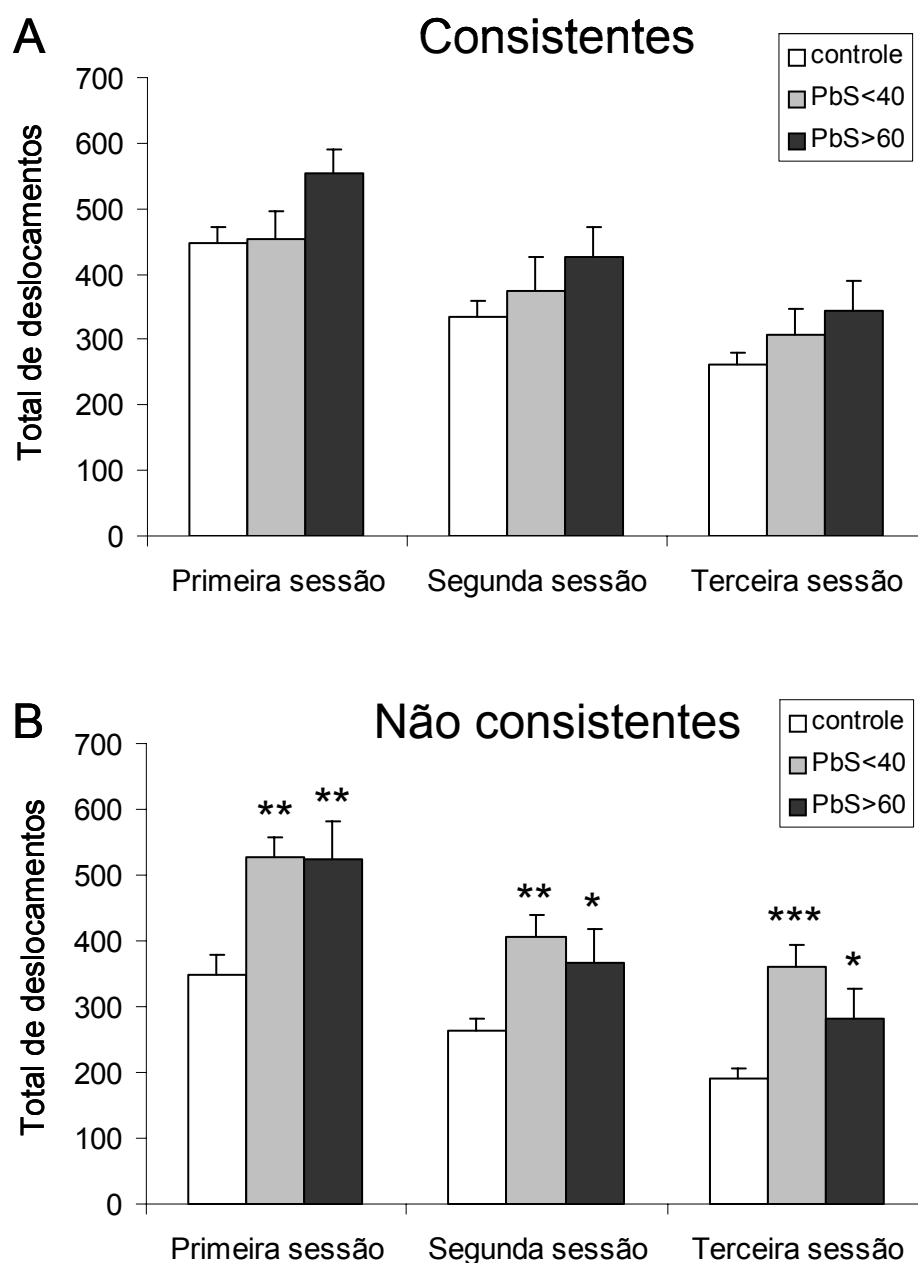 A
Consistentes
controle
PbS<40
PbS>60
Total de deslocamentos
700
600
500
400
300
200
100
0
Primeira sessão
Segunda sessão
Terceira sessão
B
Não consistentes
controle
PbS<40
PbS>60
Total de deslocamentos
700
600
500
400
300
200
100
0
** ** ** * *** *
Primeira sessão
Segunda sessão
Terceira sessão